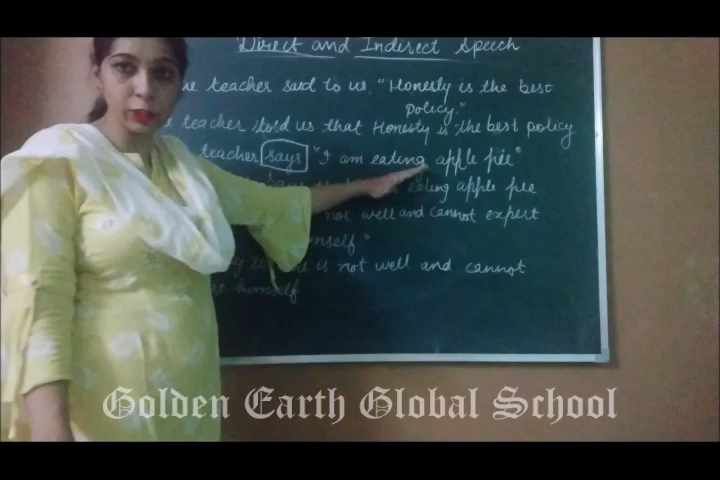 Direct and Indirect Speech
teacher said to us. "Honesty is the best
Policy."
teacher told us that Honesty is the best policy
teacher says "I am eating apple pie"
eating apple pie
not well and cannot expert
himself."
is not well and cannot
himself
Golden Earth Global School